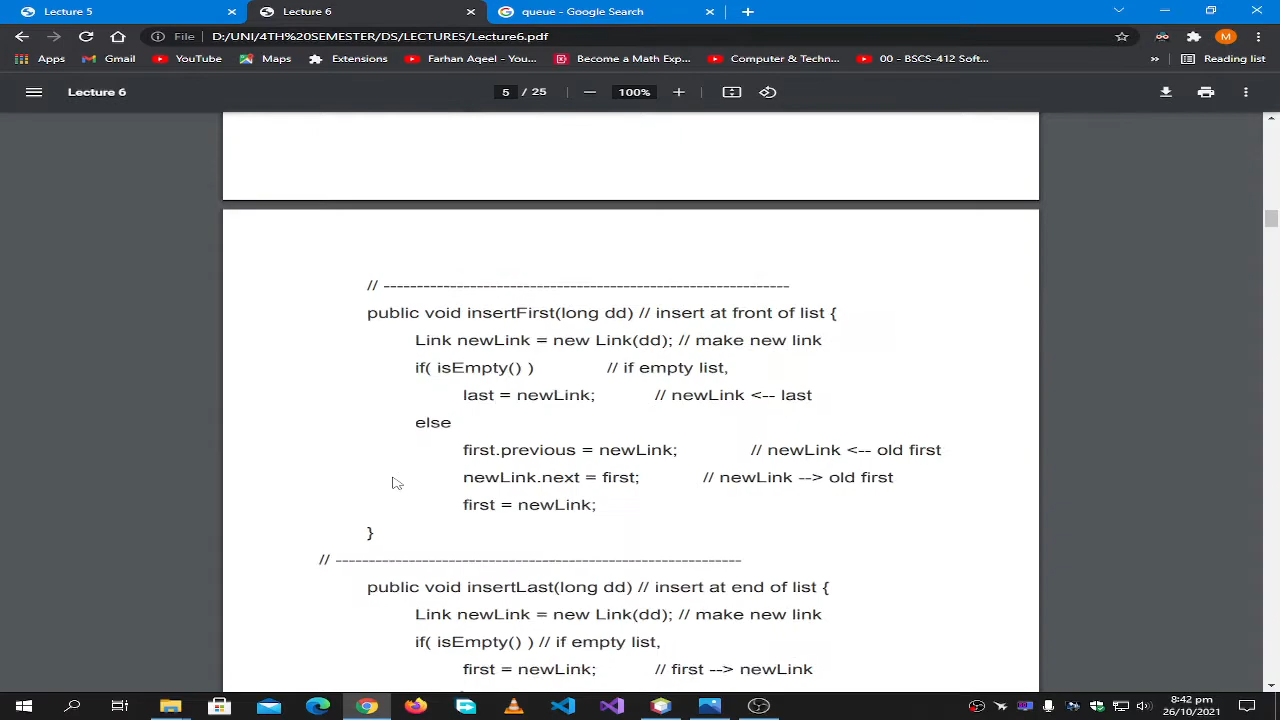 Lecture 5
Lecture 6
queue - Google Search
File D:/UNI/4TH%20SEMESTER/DS/LECTURES/Lecture6.pdf
M
Apps Gmail YouTube Maps Extensions Farhan Aqeel - You... Become a Math Exp... Computer & Techn... 00 - BSCS-412 Soft... » Reading list
Lecture 6 5 / 25 100%
// --------------------------------------------------------------
public void insertFirst(long dd) // insert at front of list {
Link newLink = new Link(dd); // make new link
if( isEmpty() ) // if empty list,
last = newLink; // newLink <-- last
else
first.previous = newLink; // newLink <-- old first
newLink.next = first; // newLink --> old first
first = newLink;
}
// --------------------------------------------------------------
public void insertLast(long dd) // insert at end of list {
Link newLink = new Link(dd); // make new link
if( isEmpty() ) // if empty list,
first = newLink; // first --> newLink
8:42 pm
26/10/2021